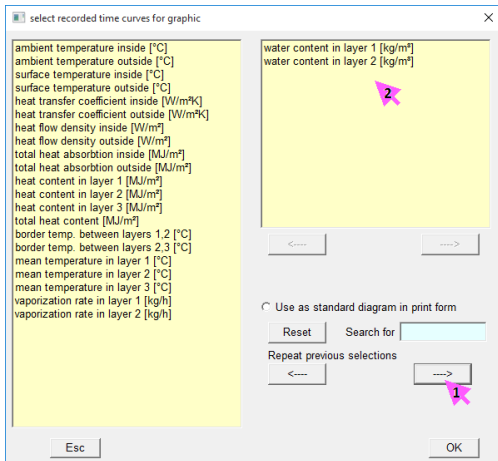 select recorded time curves for graphic
ambient temperature inside [°C]
ambient temperature outside [°C]
surface temperature inside [°C]
surface temperature outside [°C]
heat transfer coefficient inside [W/m²K]
heat transfer coefficient outside [W/m²K]
heat flow density inside [W/m²]
heat flow density outside [W/m²]
total heat absorbtion inside [MJ/m²]
total heat absorbtion outside [MJ/m²]
heat content in layer 1 [MJ/m²]
heat content in layer 2 [MJ/m²]
heat content in layer 3 [MJ/m²]
total heat content [MJ/m²]
border temp. between layers 1,2 [°C]
border temp. between layers 2,3 [°C]
mean temperature in layer 1 [°C]
mean temperature in layer 2 [°C]
mean temperature in layer 3 [°C]
vaporization rate in layer 1 [kg/h]
vaporization rate in layer 2 [kg/h]
water content in layer 1 [kg/m²]
water content in layer 2 [kg/m²]
2
<---- ---->
Use as standard diagram in print form
Reset Search for
Repeat previous selections
<---- ---->
1
Esc OK